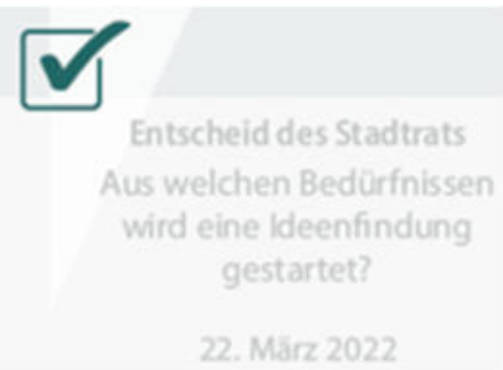 Entscheid des Stadtrats
Aus welchen Bedürfnissen
wird eine Ideenfindung
gestartet?
22. März 2022